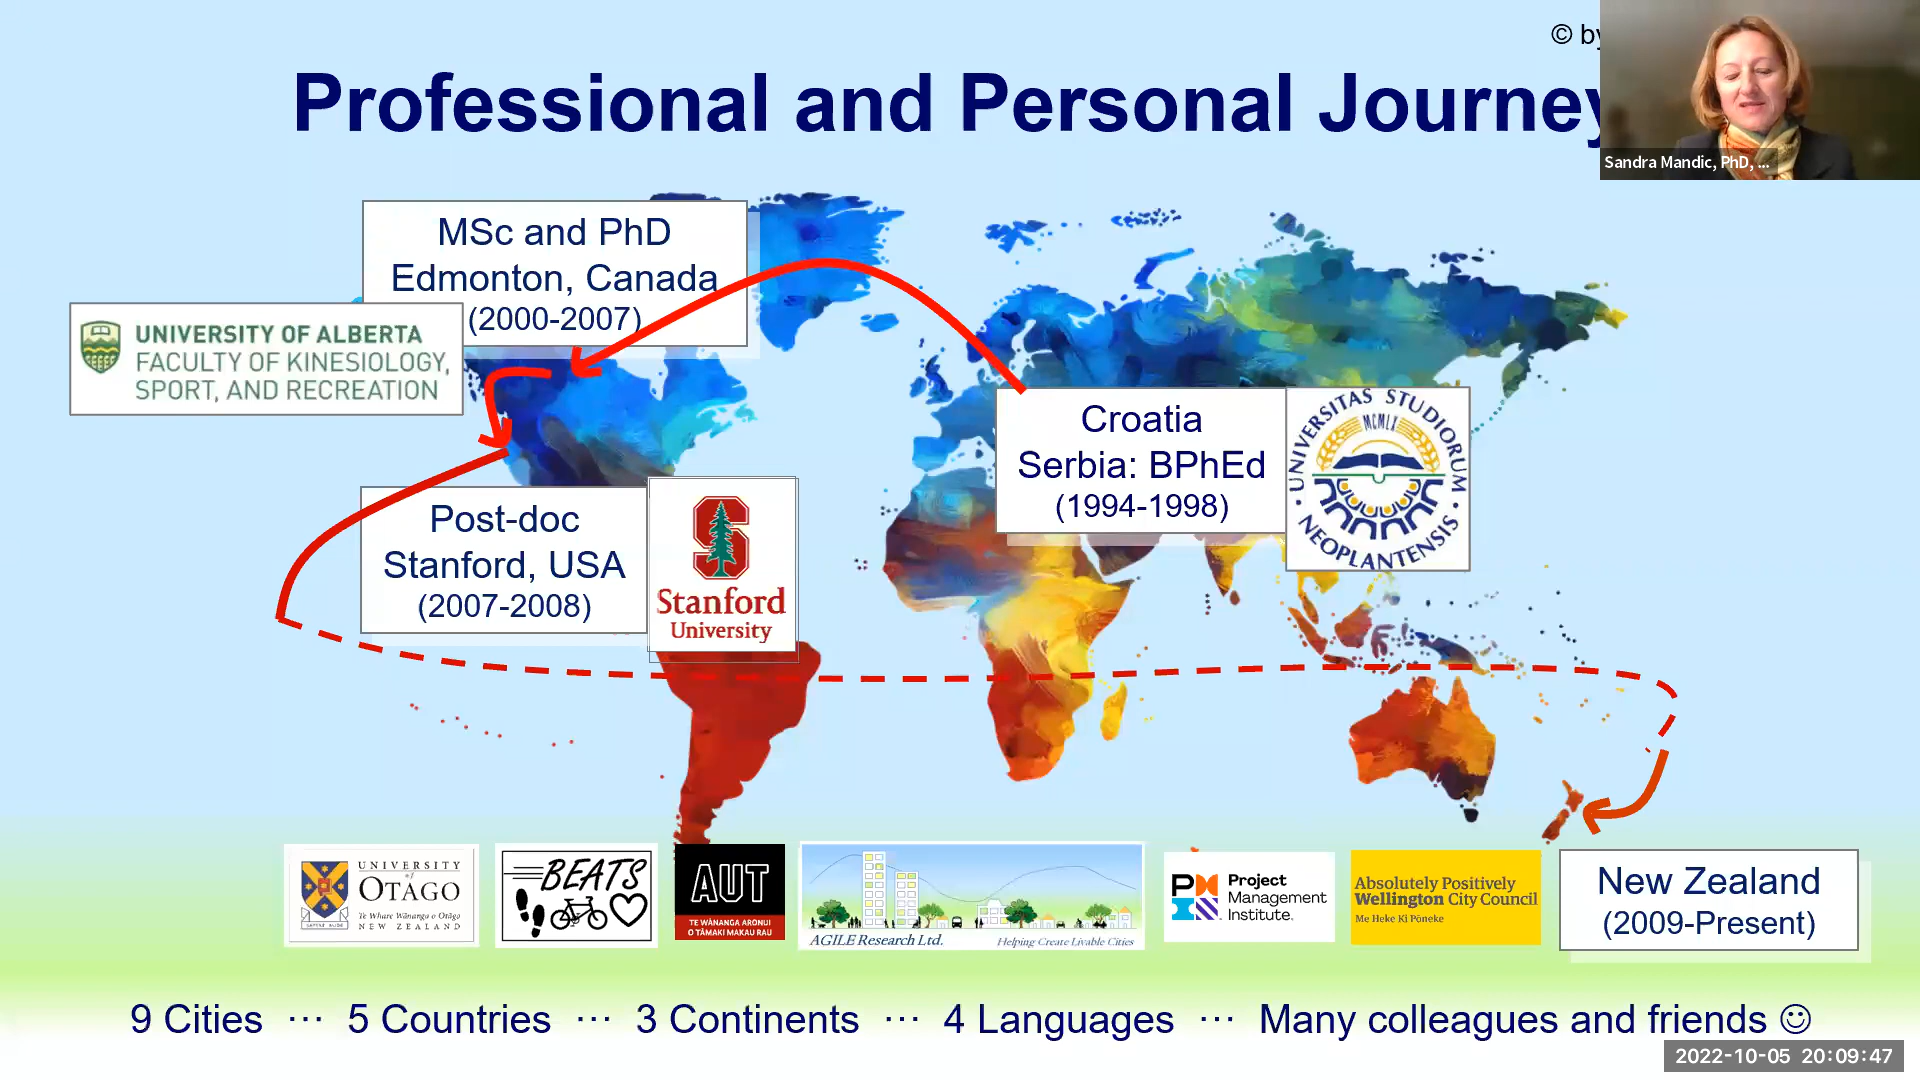 © by
Professional and Personal Journey
Sandra Mandic, PhD, ...
MSc and PhD
Edmonton, Canada
(2000-2007)
UNIVERSITY OF ALBERTA
FACULTY OF KINESIOLOGY,
SPORT, AND RECREATION
Croatia
Serbia: BPhEd
(1994-1998)
UNIVERSITAS STUDIORUM
MCMLX
NEOPLANTENSIS
Post-doc
Stanford, USA
(2007-2008)
S
Stanford
University
UNIVERSITY
of
OTAGO
Te Whare Wānanga o Otāgo
NEW ZEALAND
SAPERE AUDE
BEATS
AUT
TE WĀNANGA ARONUI
O TĀMAKI MAKAU RAU
AGILE Research Ltd.
Helping Create Livable Cities
PMI
Project
Management
Institute.
Absolutely Positively
Wellington City Council
Me Heke Ki Pōneke
New Zealand
(2009-Present)
9 Cities ··· 5 Countries ··· 3 Continents ··· 4 Languages ··· Many colleagues and friends ☺
2022-10-05 20:09:47